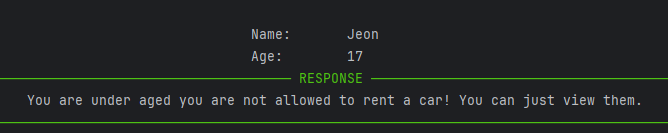 Name: Jeon
Age: 17
RESPONSE
You are under aged you are not allowed to rent a car! You can just view them.